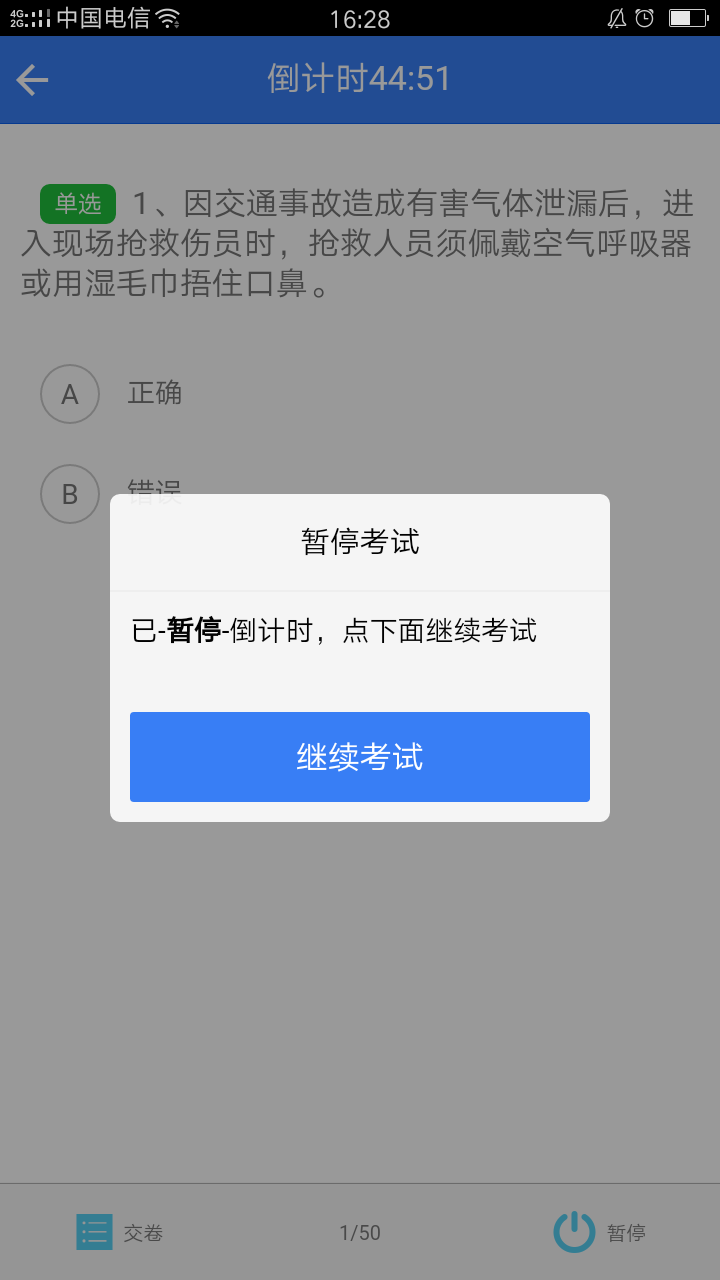 4G 2G 中国电信 16:28
倒计时44:51
单选 1、因交通事故造成有害气体泄漏后，进
入现场抢救伤员时，抢救人员须佩戴空气呼吸器
或用湿毛巾捂住口鼻。
A 正确
B 错误
暂停考试
已-暂停-倒计时，点下面继续考试
继续考试
交卷 1/50 暂停